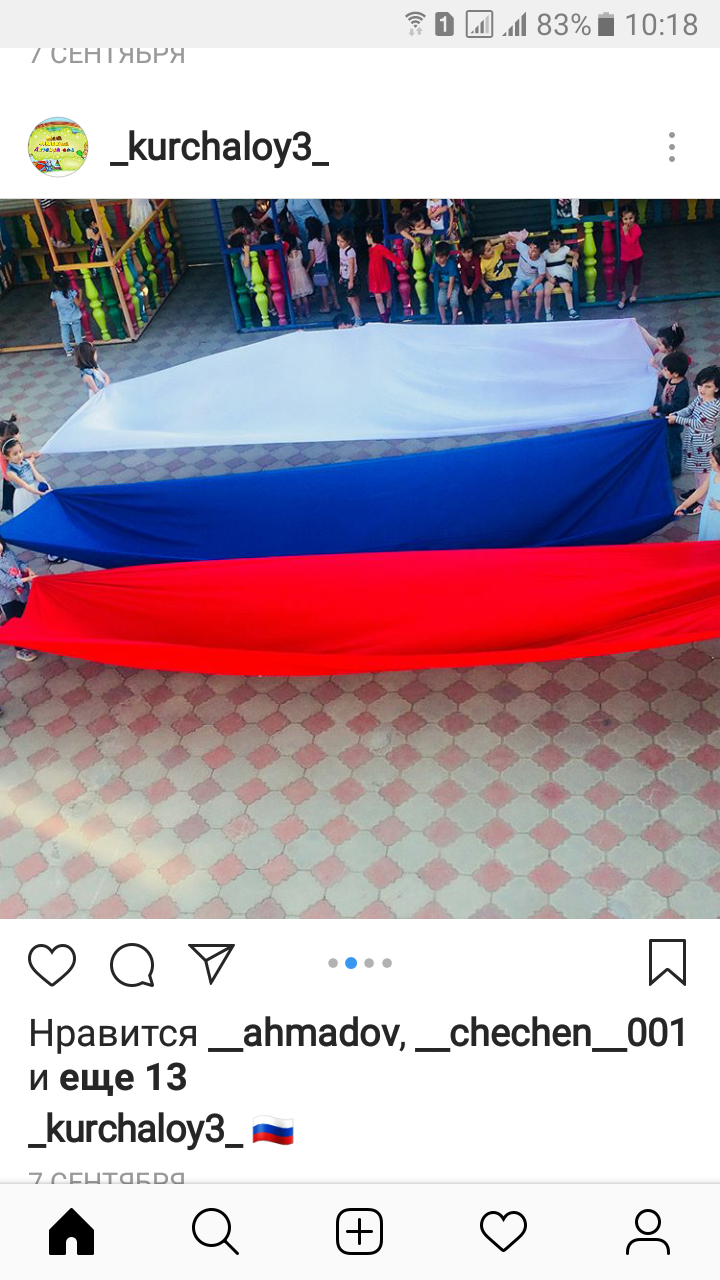 83% 10:18
7 СЕНТЯБРЯ
_kurchaloy3_
Нравится __ahmadov, __chechen__001
и еще 13
_kurchaloy3_ 🇷🇺
7 СЕНТЯБРЯ